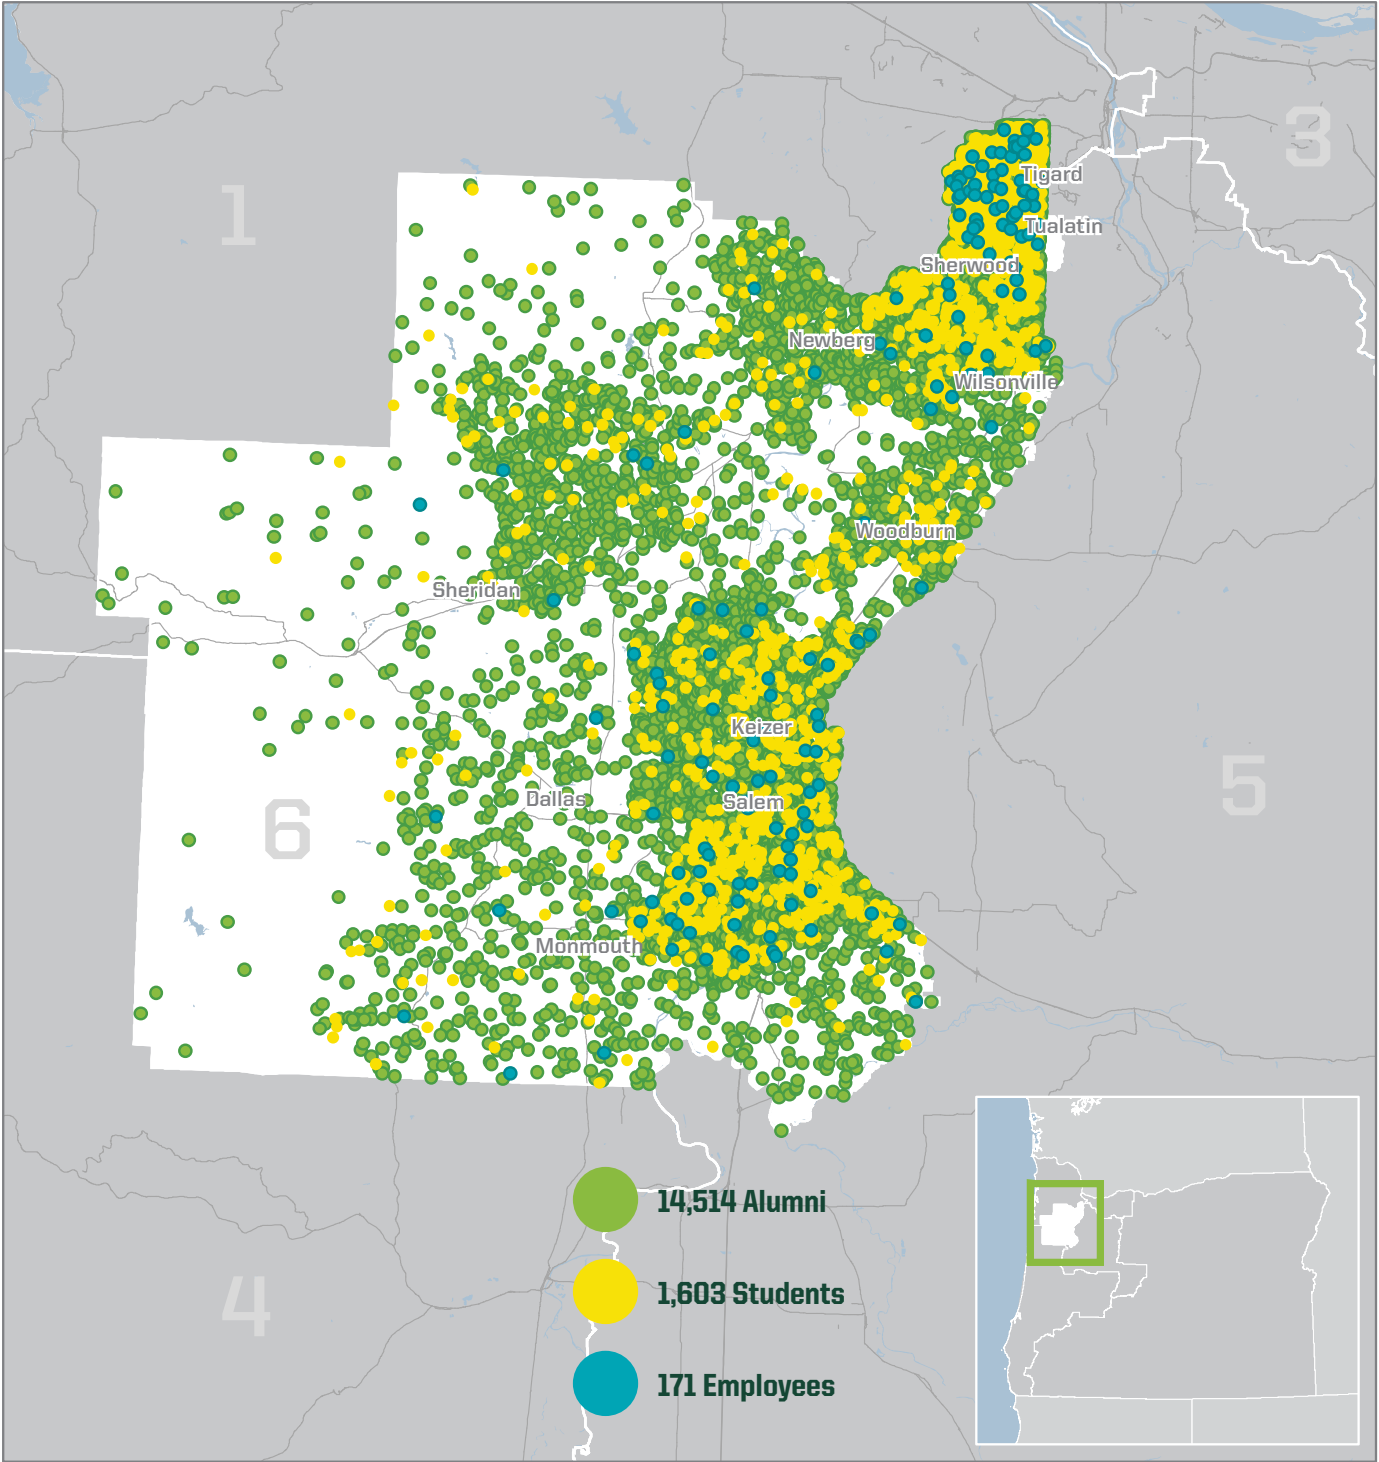 3
Tigard
1
Tualatin
Sherwood
Newberg
Wilsonville
Woodburn
Sheridan
Keizer
5
Dallas
Salem
6
Monmouth
14,514 Alumni
4
1,603 Students
171 Employees